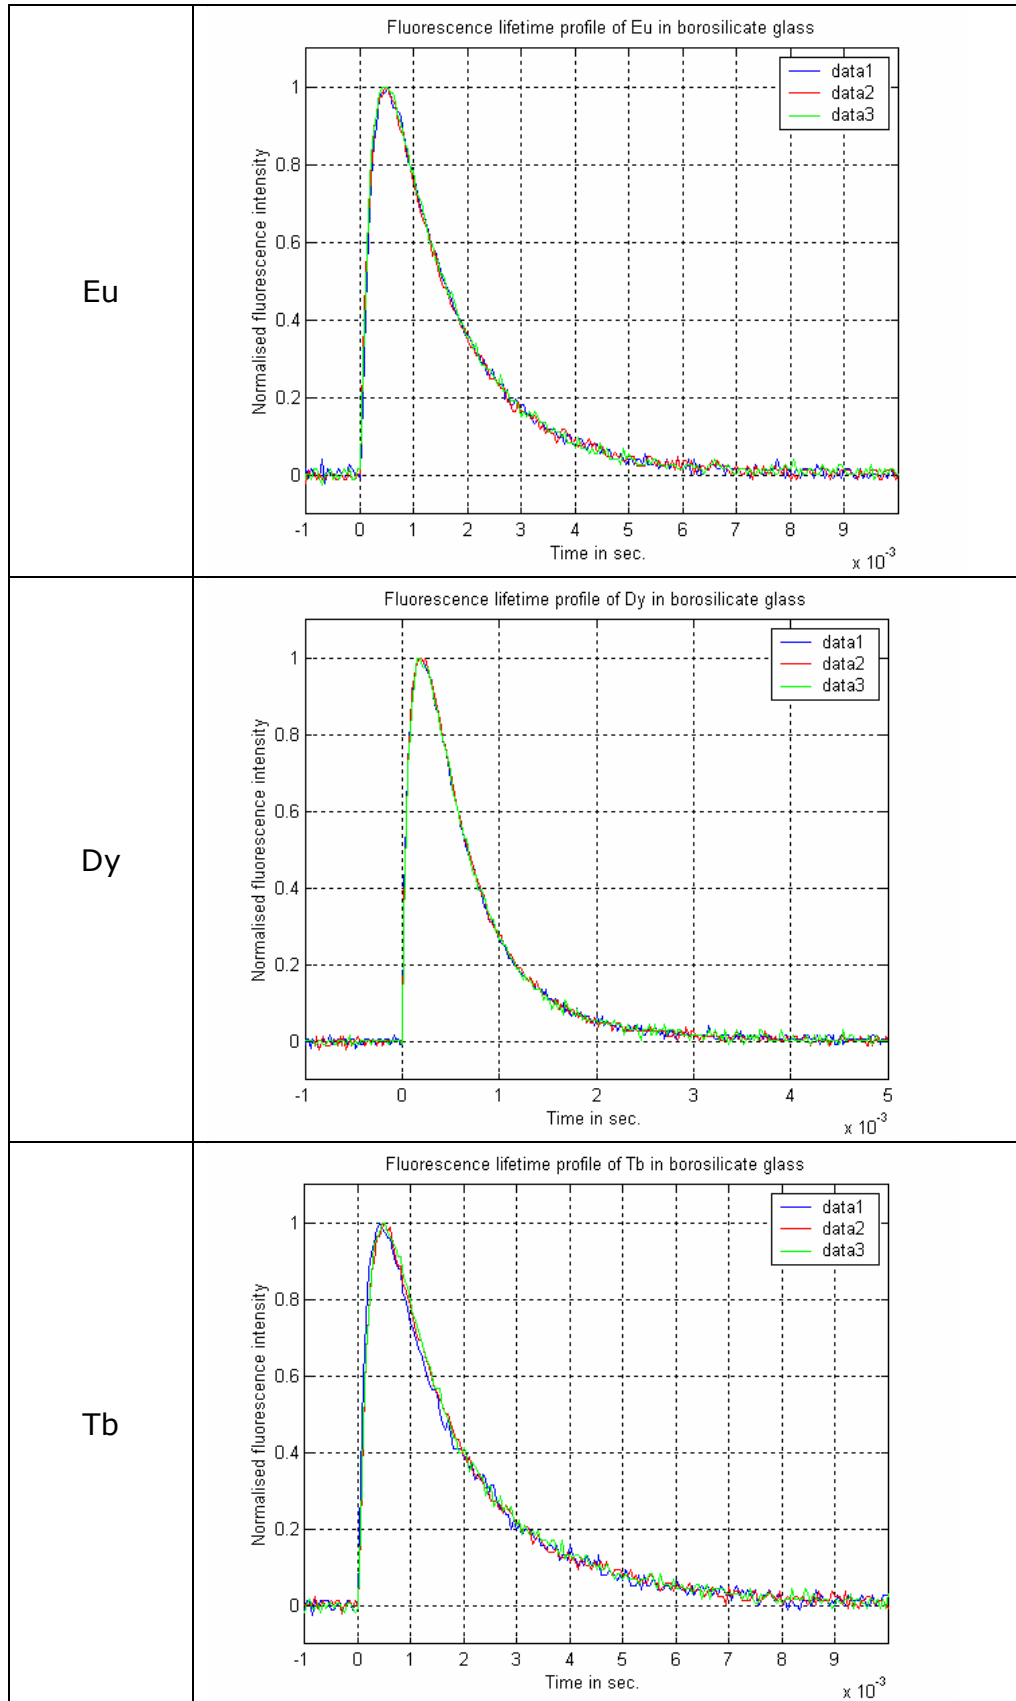 Eu
Fluorescence lifetime profile of Eu in borosilicate glass
data1
data2
data3
Normalised fluorescence intensity
1
0.8
0.6
0.4
0.2
0
-1 0 1 2 3 4 5 6 7 8 9
Time in sec.
x 10-3
Dy
Fluorescence lifetime profile of Dy in borosilicate glass
data1
data2
data3
Normalised fluorescence intensity
1
0.8
0.6
0.4
0.2
0
-1 0 1 2 3 4 5
Time in sec.
x 10-3
Tb
Fluorescence lifetime profile of Tb in borosilicate glass
data1
data2
data3
Normalised fluorescence intensity
1
0.8
0.6
0.4
0.2
0
-1 0 1 2 3 4 5 6 7 8 9
Time in sec.
x 10-3